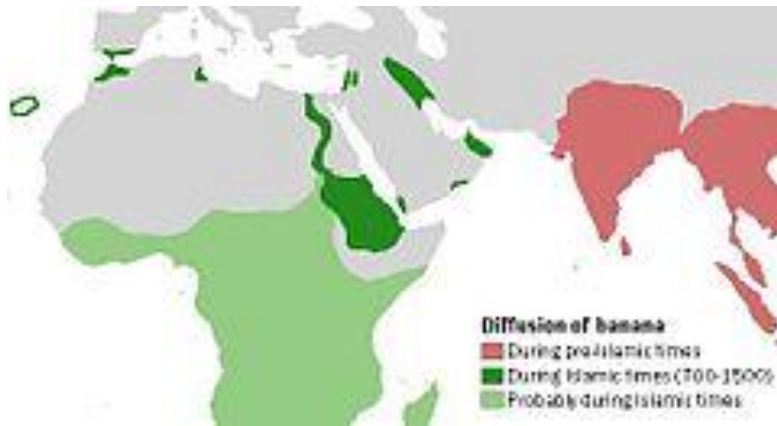 Diffusion of banana
During pre-Islamic times
During Islamic times (700-1500)
Probably during Islamic times